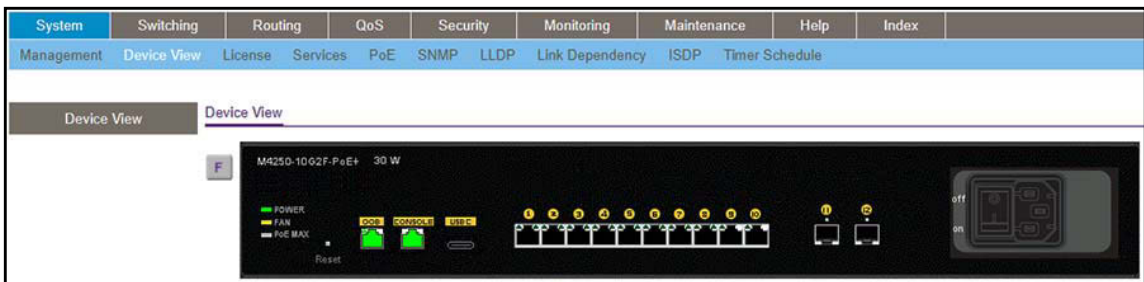 System Switching Routing QoS Security Monitoring Maintenance Help Index
Management Device View License Services PoE SNMP LLDP Link Dependency ISDP Timer Schedule
Device View
Device View
F
M4250-10G2F-PoE+ 30 W
POWER
FAN
PoE MAX
Reset
OOB CONSOLE USB C
1 2 3 4 5 6 7 8 9 10
11 12
off
on